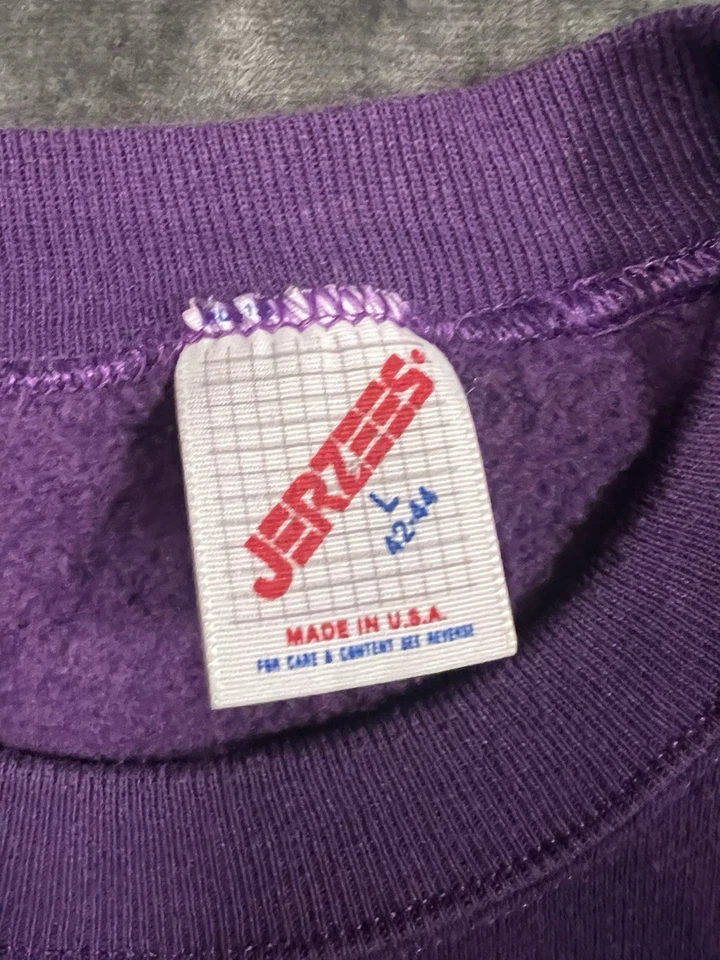 JERZEES®
L
42-44
MADE IN U.S.A.
FOR CARE & CONTENT SEE REVERSE